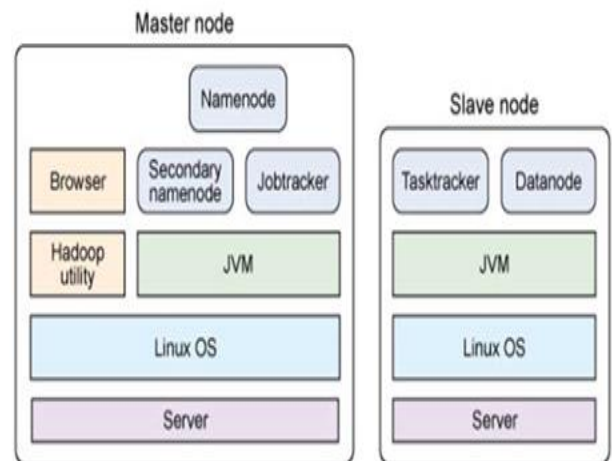 Master node
Namenode
Browser
Secondary
namenode
Jobtracker
Hadoop
utility
JVM
Linux OS
Server
Slave node
Tasktracker
Datanode
JVM
Linux OS
Server